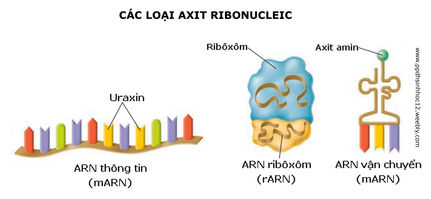 CÁC LOẠI AXIT RIBONUCLEIC
Uraxin
ARN thông tin
(mARN)
Ribôxôm
ARN ribôxôm
(rARN)
Axit amin
ARN vận chuyển
(mARN)
www.ppdhsinhhoc12.weebly.com